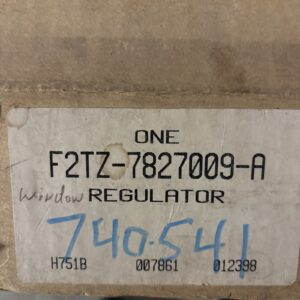 ONE
F2TZ-7827009-A
Window REGULATOR
740.541
H751B 007861 012398